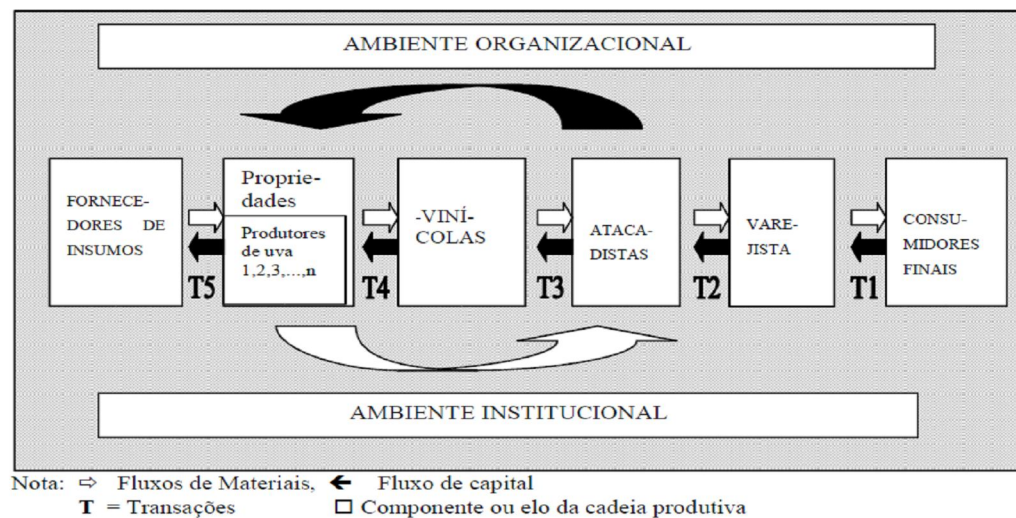 AMBIENTE ORGANIZACIONAL
FORNECE-
DORES DE
INSUMOS
T5
Proprie-
dades
Produtores
de uva
1,2,3,...,n
T4
-VINÍ-
COLAS
T3
ATACA-
DISTAS
T2
VARE-
JISTA
T1
CONSU-
MIDORES
FINAIS
AMBIENTE INSTITUCIONAL
Nota: ⇨ Fluxos de Materiais, 🡸 Fluxo de capital
T = Transações □ Componente ou elo da cadeia produtiva